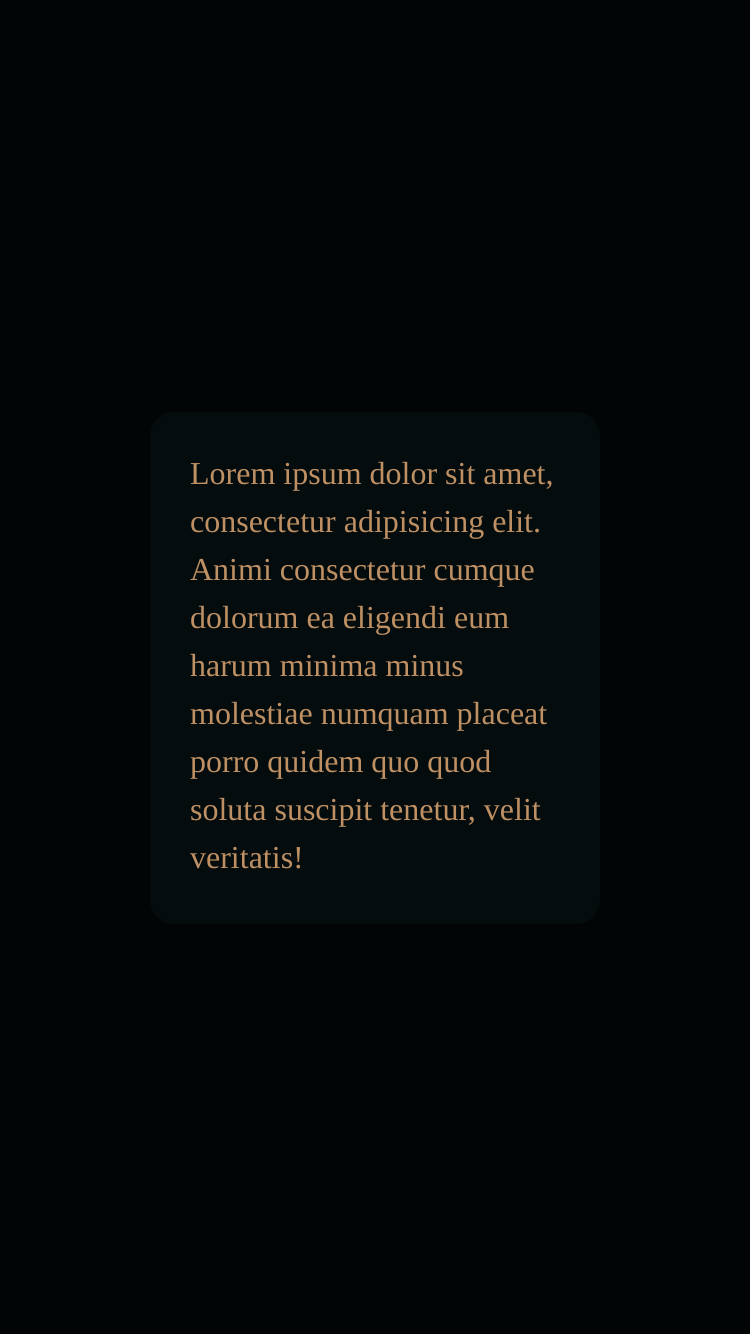 Lorem ipsum dolor sit amet,
consectetur adipisicing elit.
Animi consectetur cumque
dolorum ea eligendi eum
harum minima minus
molestiae numquam placeat
porro quidem quo quod
soluta suscipit tenetur, velit
veritatis!